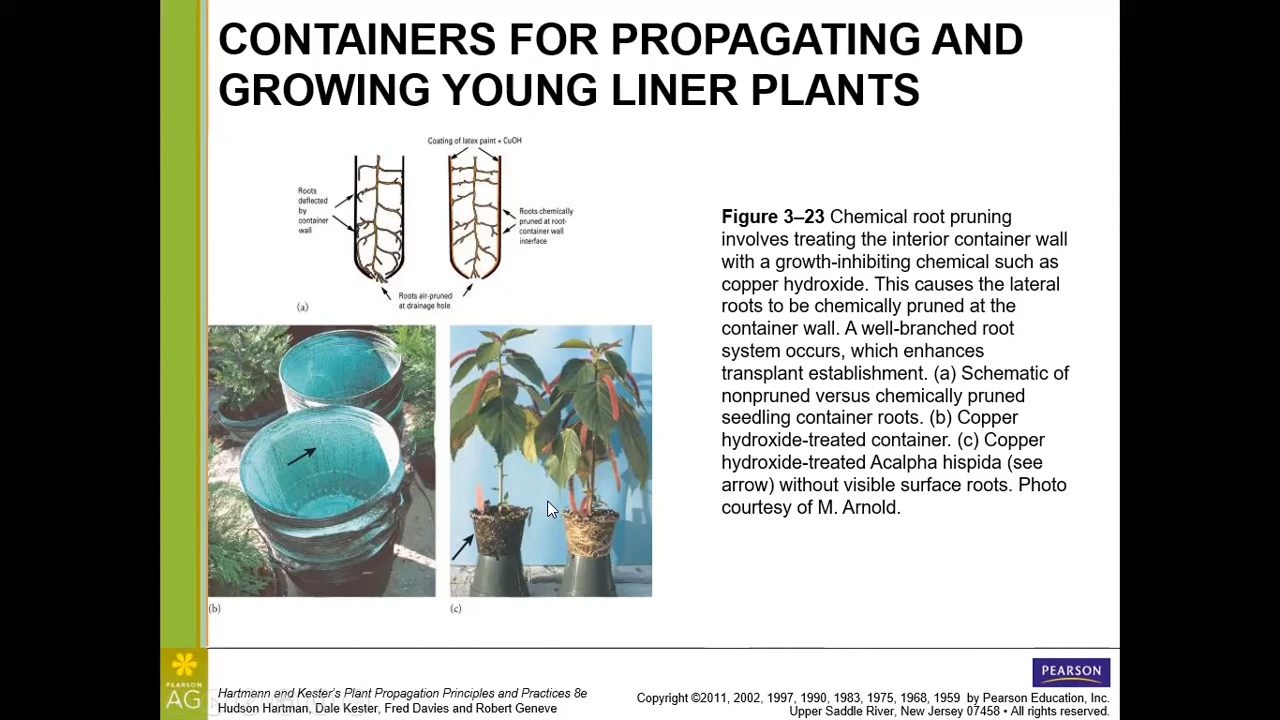 CONTAINERS FOR PROPAGATING AND
GROWING YOUNG LINER PLANTS
Coating of latex paint + CuOH
Roots
deflected
by
container
wall
Roots chemically
pruned at root-
container wall
interface
Roots air-pruned
at drainage hole
(a)
(b)
(c)
Figure 3–23 Chemical root pruning
involves treating the interior container wall
with a growth-inhibiting chemical such as
copper hydroxide. This causes the lateral
roots to be chemically pruned at the
container wall. A well-branched root
system occurs, which enhances
transplant establishment. (a) Schematic of
nonpruned versus chemically pruned
seedling container roots. (b) Copper
hydroxide-treated container. (c) Copper
hydroxide-treated Acalpha hispida (see
arrow) without visible surface roots. Photo
courtesy of M. Arnold.
PEARSON
AG
Hartmann and Kester's Plant Propagation Principles and Practices 8e
Hudson Hartman, Dale Kester, Fred Davies and Robert Geneve
PEARSON
Copyright ©2011, 2002, 1997, 1990, 1983, 1975, 1968, 1959 by Pearson Education, Inc.
Upper Saddle River, New Jersey 07458 • All rights reserved.